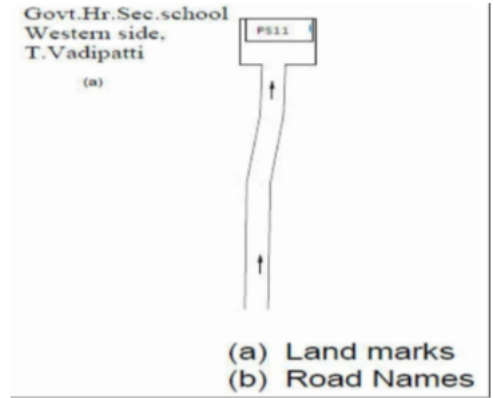 Govt.Hr.Sec.school
Western side,
T.Vadipatti
(a)
PS11
(a) Land marks
(b) Road Names